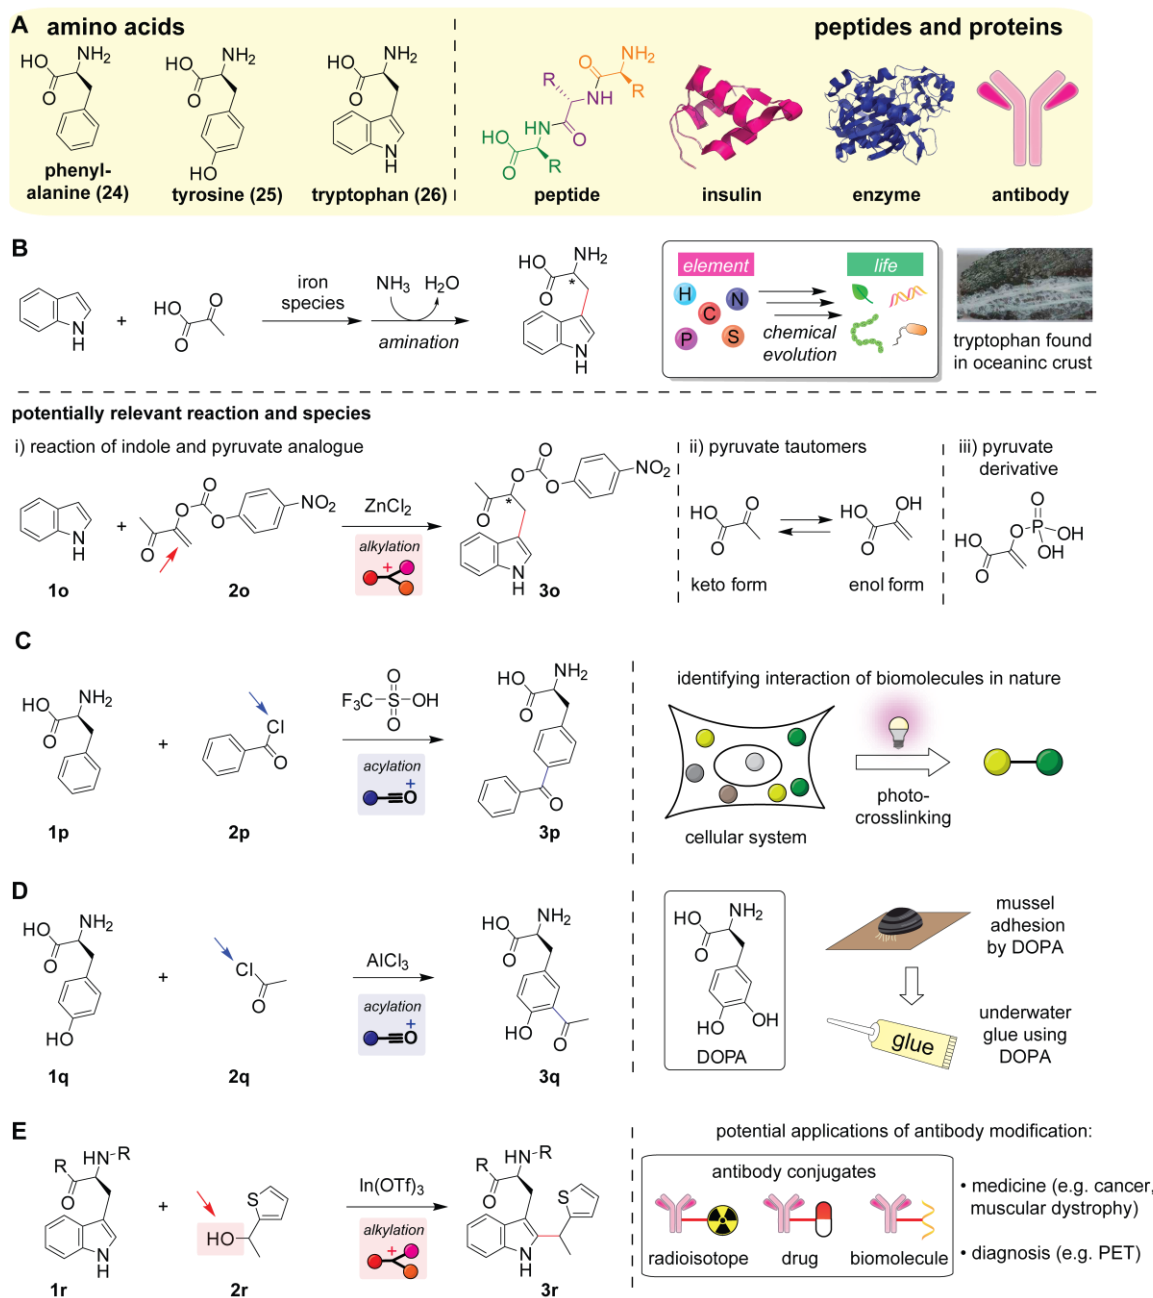 A amino acids
peptides and proteins
NH2
HO
O
phenyl-
alanine (24)
NH2
HO
O
HO
tyrosine (25)
NH2
HO
O
N
H
tryptophan (26)
NH2
O
R
R
NH
HN
O
HO
O
R
peptide
insulin
enzyme
antibody
B
N
H
+
HO
O
O
iron
species
NH3
H2O
amination
NH2
HO
O
*
N
H
element
life
H
N
C
P
S
chemical
evolution
tryptophan found
in oceaninc crust
potentially relevant reaction and species
i) reaction of indole and pyruvate analogue
N
H
1o
+
O
O
O
O
NO2
2o
ZnCl2
alkylation
+
O
O
O
O
NO2
*
N
H
3o
ii) pyruvate tautomers
HO
O
O
keto form
OH
HO
O
enol form
iii) pyruvate
derivative
O
O
P
OH
OH
HO
O
C
NH2
HO
O
1p
+
Cl
O
2p
O
F3C
S
OH
O
acylation
+
O
NH2
HO
O
O
3p
identifying interaction of biomolecules in nature
cellular system
photo-
crosslinking
D
NH2
HO
O
HO
1q
+
Cl
O
2q
AlCl3
acylation
+
O
NH2
HO
O
HO
O
3q
NH2
HO
O
HO
OH
DOPA
mussel
adhesion
by DOPA
glue
underwater
glue using
DOPA
E
HN
R
R
O
N
H
1r
+
S
HO
2r
In(OTf)3
alkylation
+
HN
R
R
O
S
N
H
3r
potential applications of antibody modification:
antibody conjugates
radioisotope
drug
biomolecule
• medicine (e.g. cancer,
muscular dystrophy)
• diagnosis (e.g. PET)